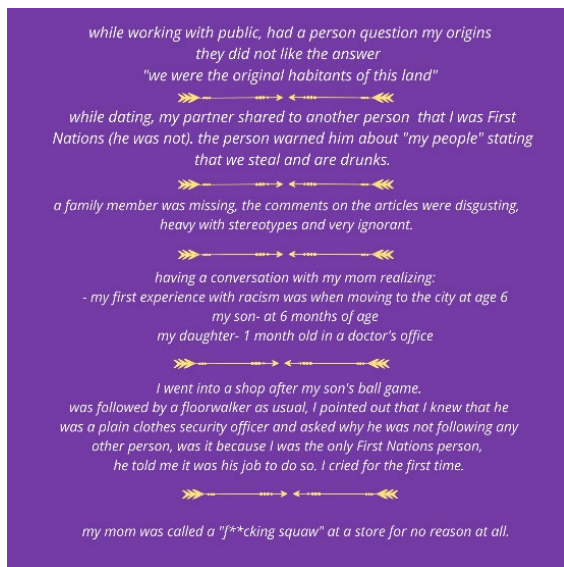 while working with public, had a person question my origins
they did not like the answer
"we were the original habitants of this land"
while dating, my partner shared to another person that I was First
Nations (he was not). the person warned him about "my people" stating
that we steal and are drunks.
a family member was missing, the comments on the articles were disgusting,
heavy with stereotypes and very ignorant.
having a conversation with my mom realizing:
- my first experience with racism was when moving to the city at age 6
my son- at 6 months of age
my daughter- 1 month old in a doctor's office
I went into a shop after my son's ball game.
was followed by a floorwalker as usual, I pointed out that I knew that he
was a plain clothes security officer and asked why he was not following any
other person, was it because I was the only First Nations person,
he told me it was his job to do so. I cried for the first time.
my mom was called a "f**cking squaw" at a store for no reason at all.